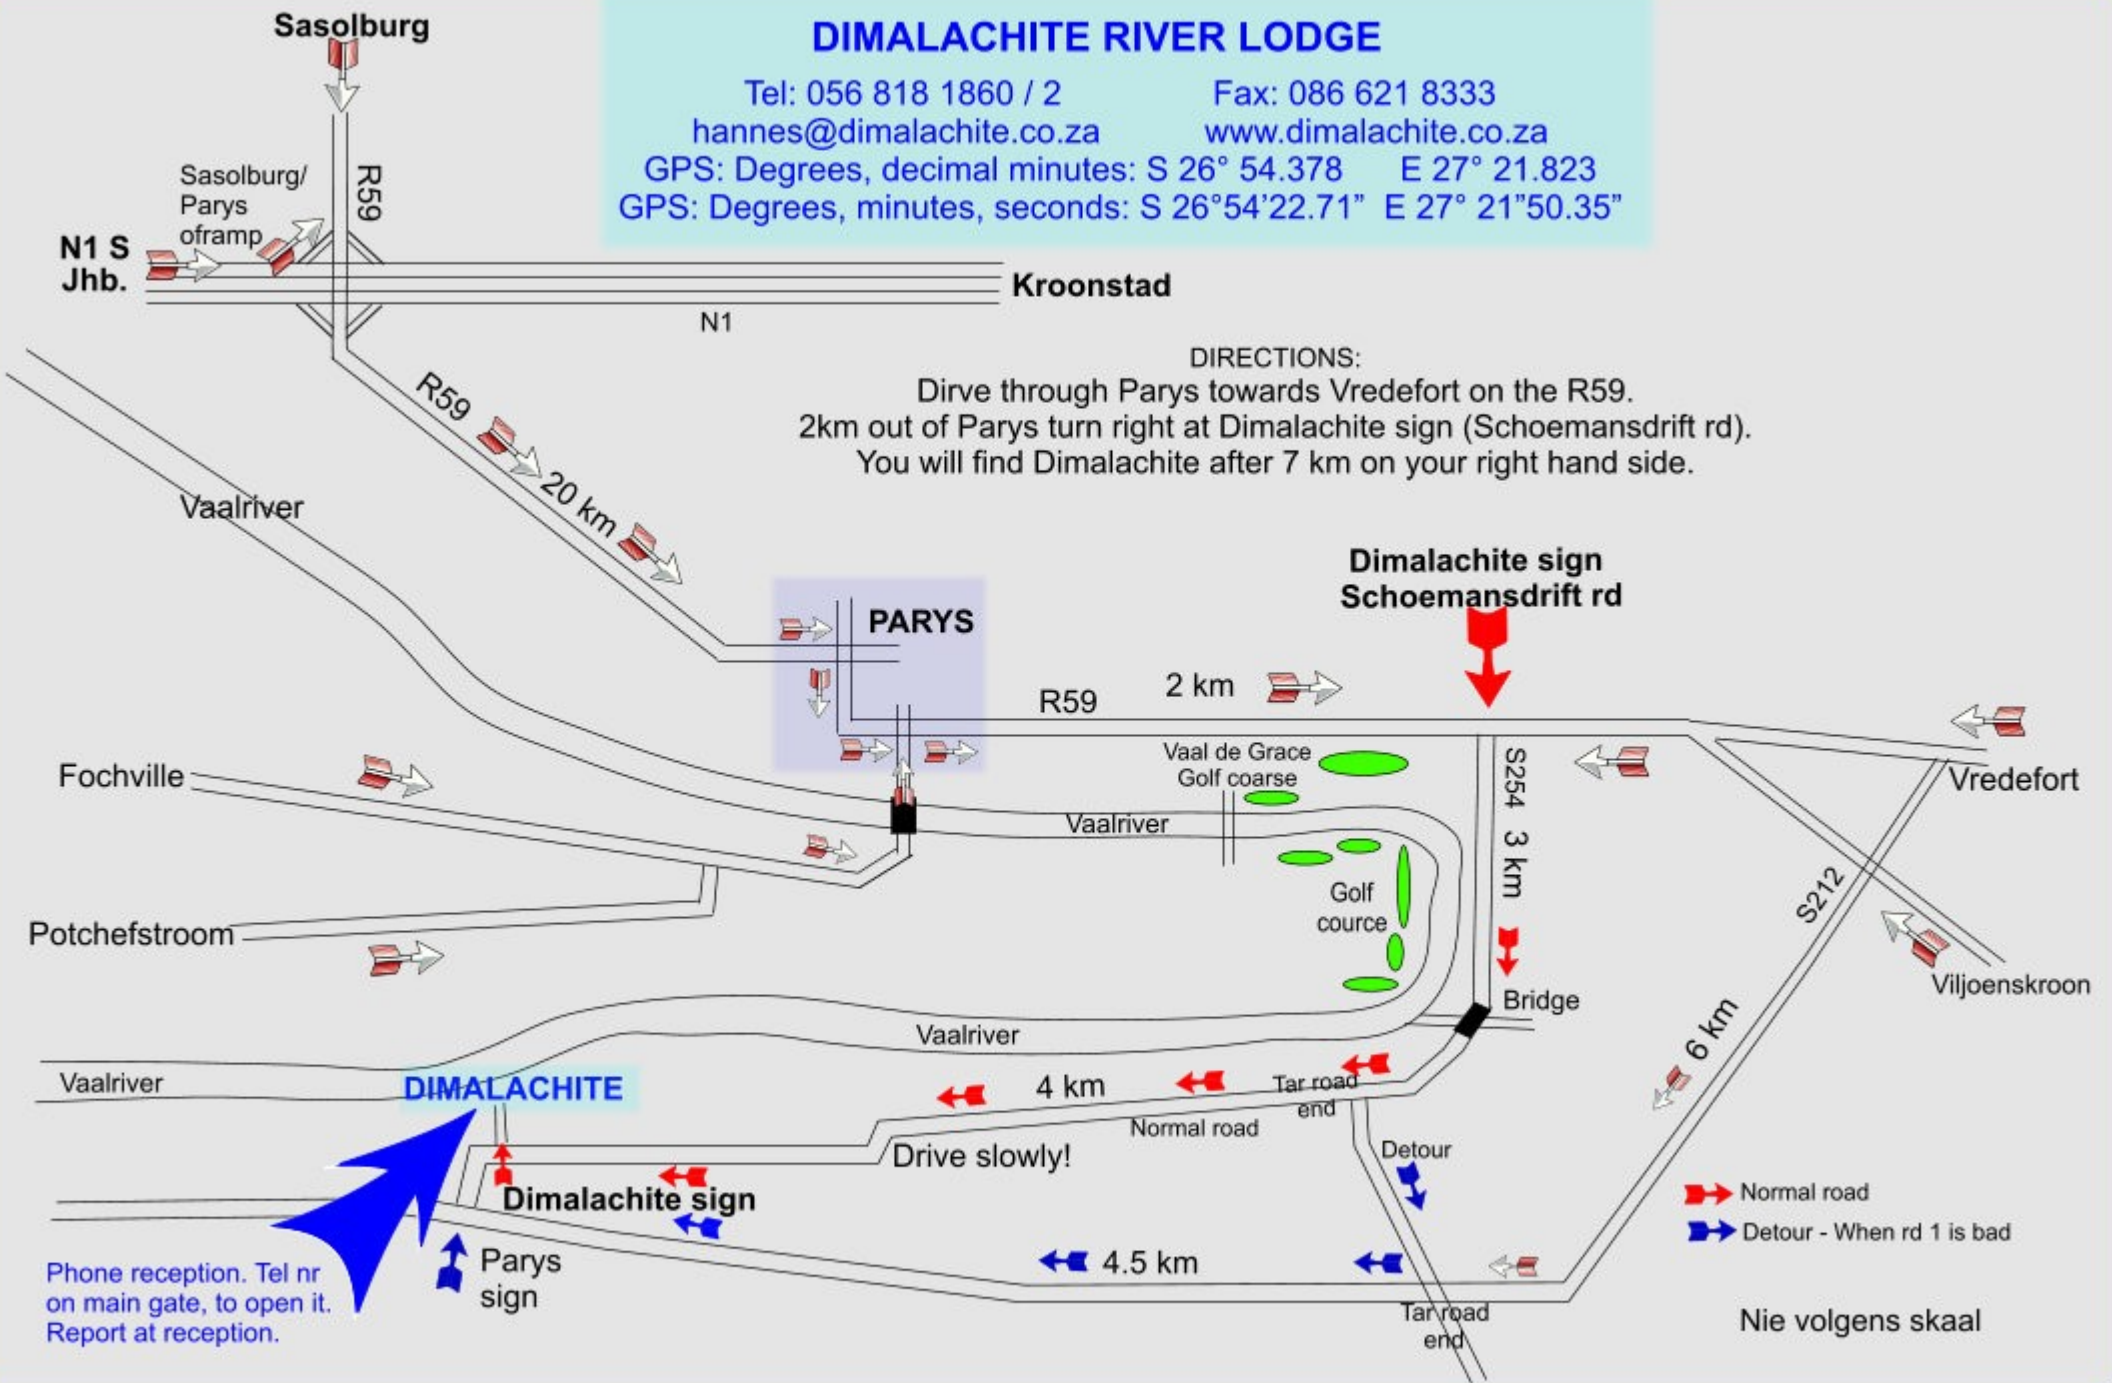 Sasolburg
DIMALACHITE RIVER LODGE
Tel: 056 818 1860 / 2
Fax: 086 621 8333
hannes@dimalachite.co.za
www.dimalachite.co.za
GPS: Degrees, decimal minutes: S 26° 54.378 E 27° 21.823
GPS: Degrees, minutes, seconds: S 26°54’22.71” E 27° 21”50.35”
R59
Sasolburg/
Parys
oframp
N1 S
Jhb.
Kroonstad
N1
DIRECTIONS:
Dirve through Parys towards Vredefort on the R59.
2km out of Parys turn right at Dimalachite sign (Schoemansdrift rd).
You will find Dimalachite after 7 km on your right hand side.
R59
20 km
Vaalriver
Dimalachite sign
Schoemansdrift rd
PARYS
R59
2 km
Vaal de Grace
Golf coarse
Fochville
Vaalriver
S254 3 km
Vredefort
Golf
cource
S212
Potchefstroom
Viljoenskroon
Bridge
Vaalriver
6 km
Vaalriver
DIMALACHITE
4 km
Tar road
end
Normal road
Drive slowly!
Detour
Dimalachite sign
Normal road
Detour - When rd 1 is bad
Parys
sign
4.5 km
Phone reception. Tel nr
on main gate, to open it.
Report at reception.
Tar road
end
Nie volgens skaal